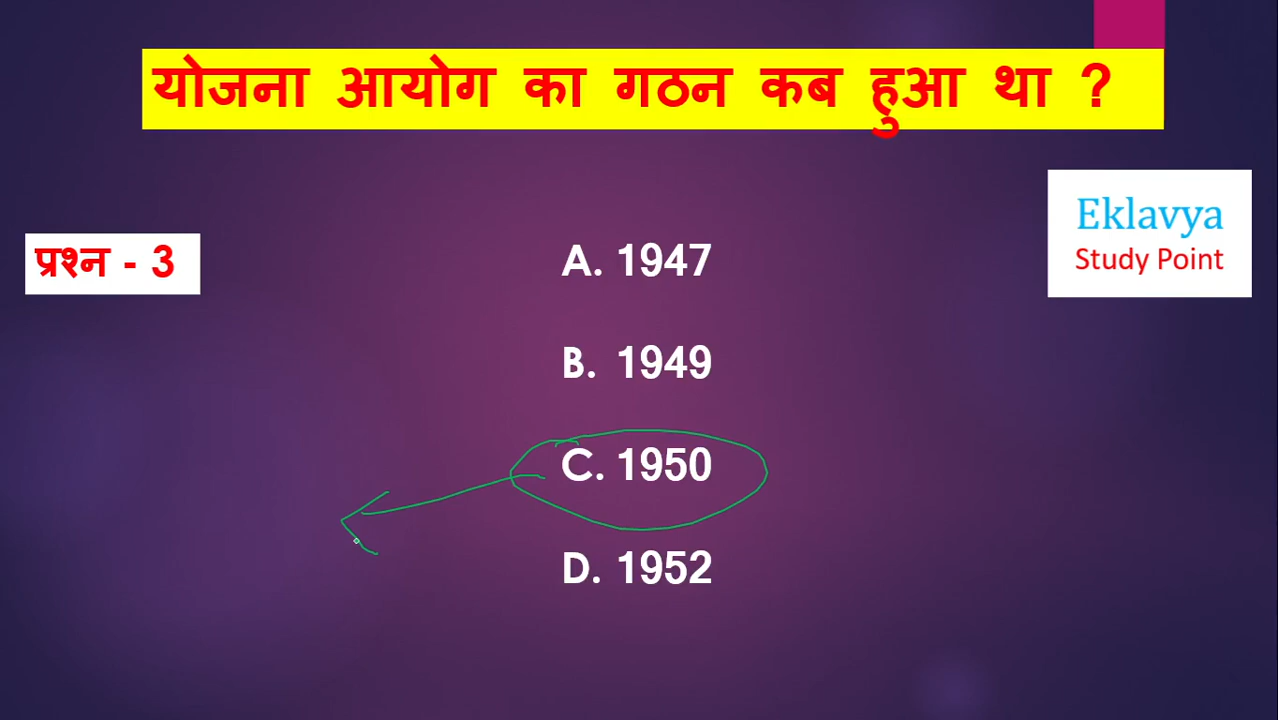 योजना आयोग का गठन कब हुआ था ?
Eklavya
Study Point
प्रश्न - 3
A. 1947
B. 1949
C. 1950
D. 1952